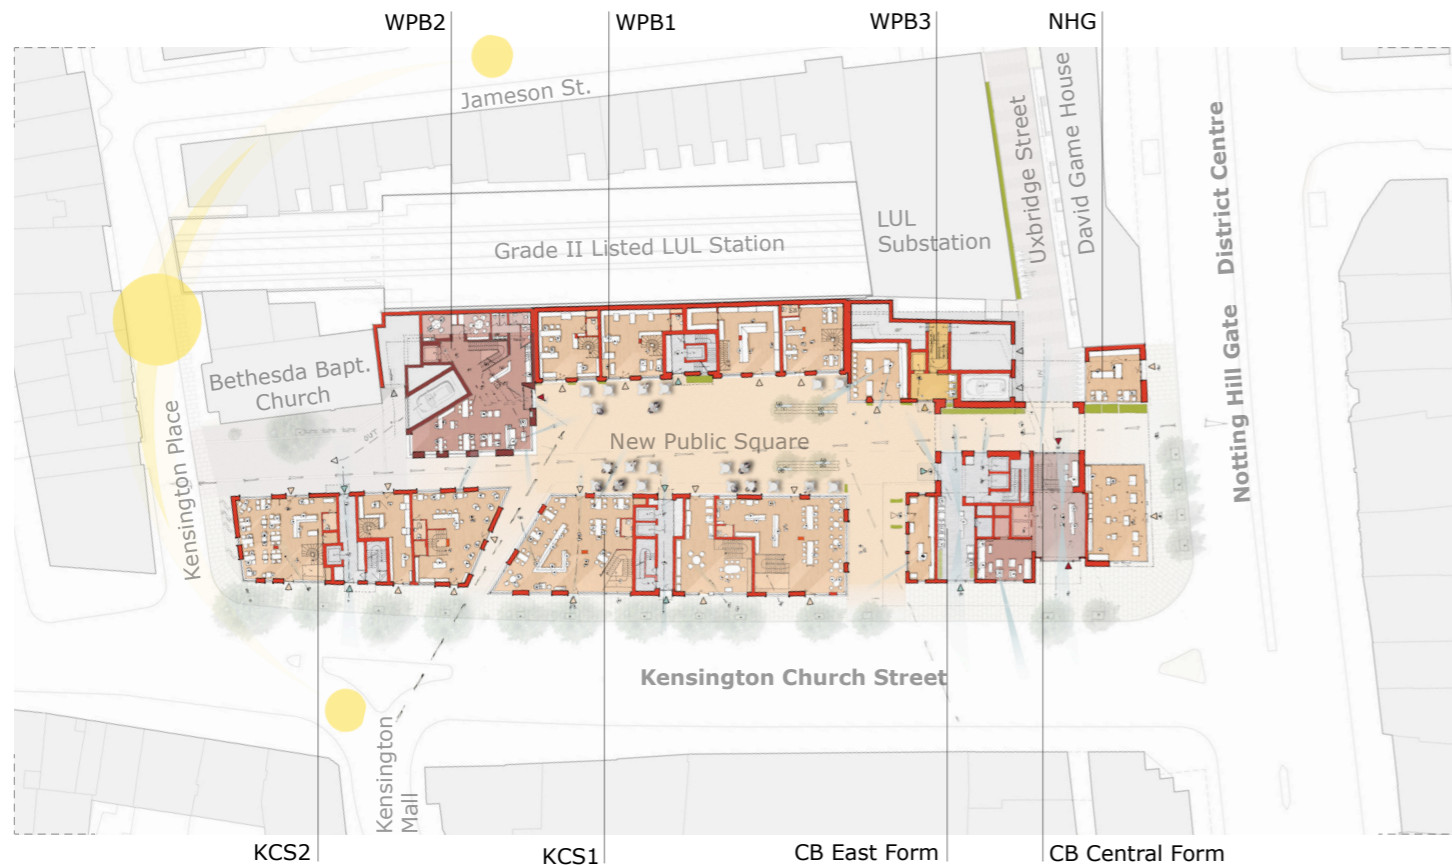 WPB2
WPB1
WPB3
NHG
Jameson St.
Uxbridge Street
David Game House
Notting Hill Gate District Centre
Grade II Listed LUL Station
LUL
Substation
Bethesda Bapt.
Church
Kensington Place
OUT
New Public Square
Kensington Church Street
Kensington
Mall
KCS2
KCS1
CB East Form
CB Central Form